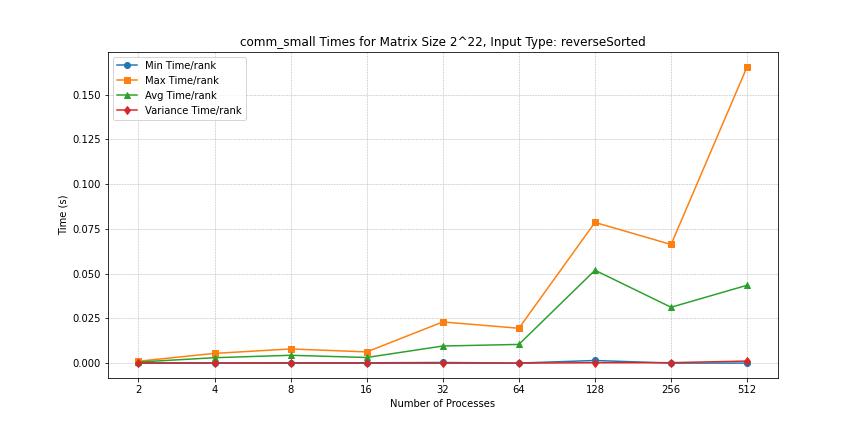 comm_small Times for Matrix Size 2^22, Input Type: reverseSorted
Min Time/rank
Max Time/rank
Avg Time/rank
Variance Time/rank
Time (s)
0.150
0.125
0.100
0.075
0.050
0.025
0.000
2 4 8 16 32 64 128 256 512
Number of Processes